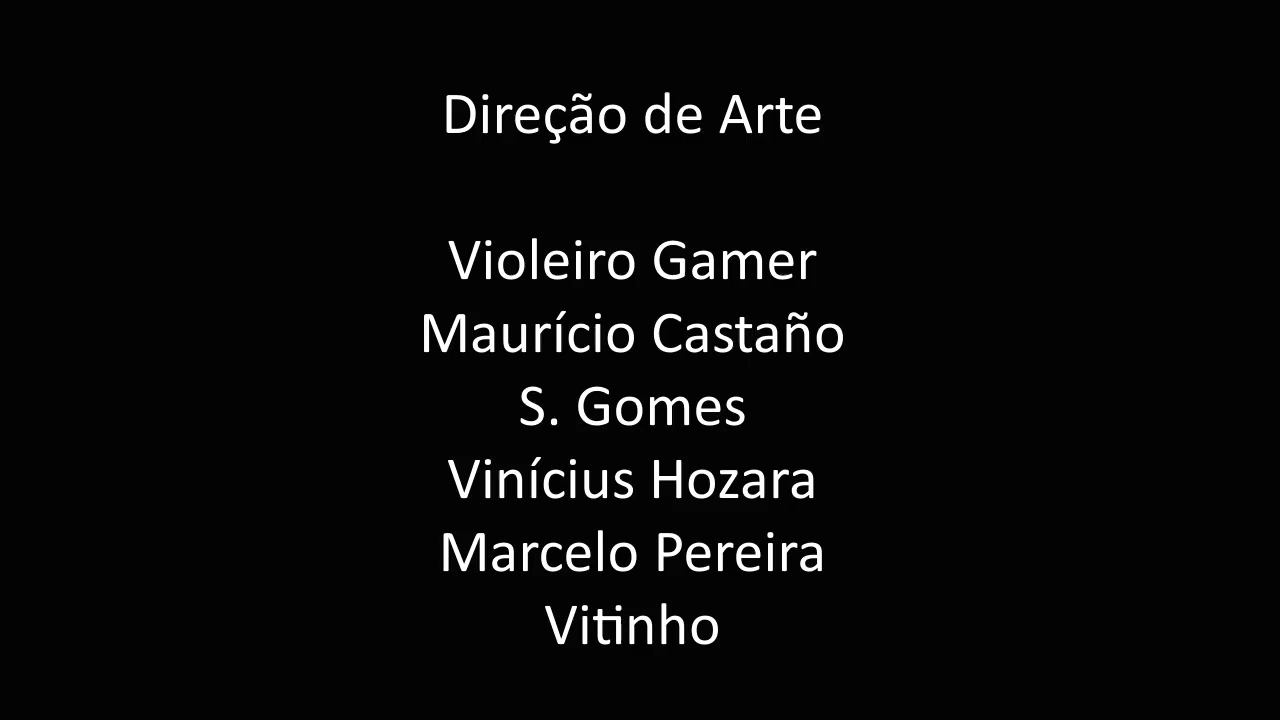 Direção de Arte
Violeiro Gamer
Maurício Castaño
S. Gomes
Vinícius Hozara
Marcelo Pereira
Vitinho